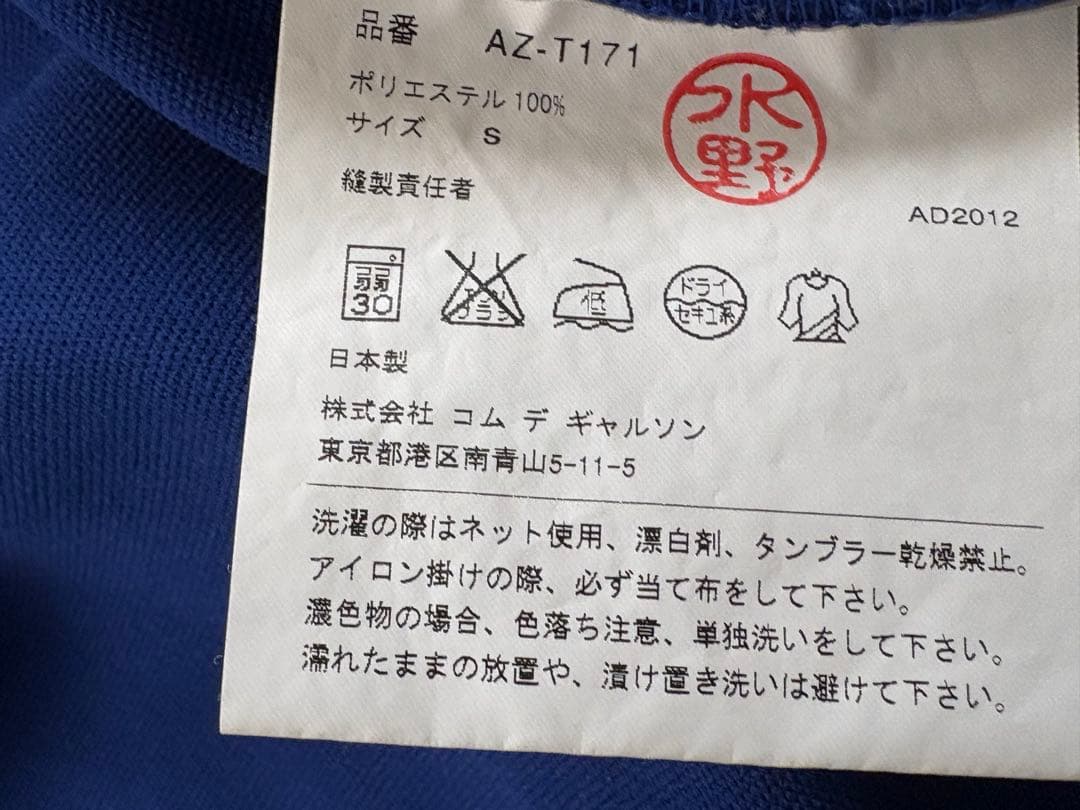 品番 AZ-T171
ポリエステル 100%
サイズ S
水野
縫製責任者
AD2012
弱
30
エンソ
サラシ
低
ドライ
セキユ系
日本製
株式会社 コム デ ギャルソン
東京都港区南青山5-11-5
洗濯の際はネット使用、漂白剤、タンブラー乾燥禁止。
アイロン掛けの際、必ず当て布をして下さい。
濃色物の場合、色落ち注意、単独洗いをして下さい。
濡れたままの放置や、漬け置き洗いは避けて下さい。